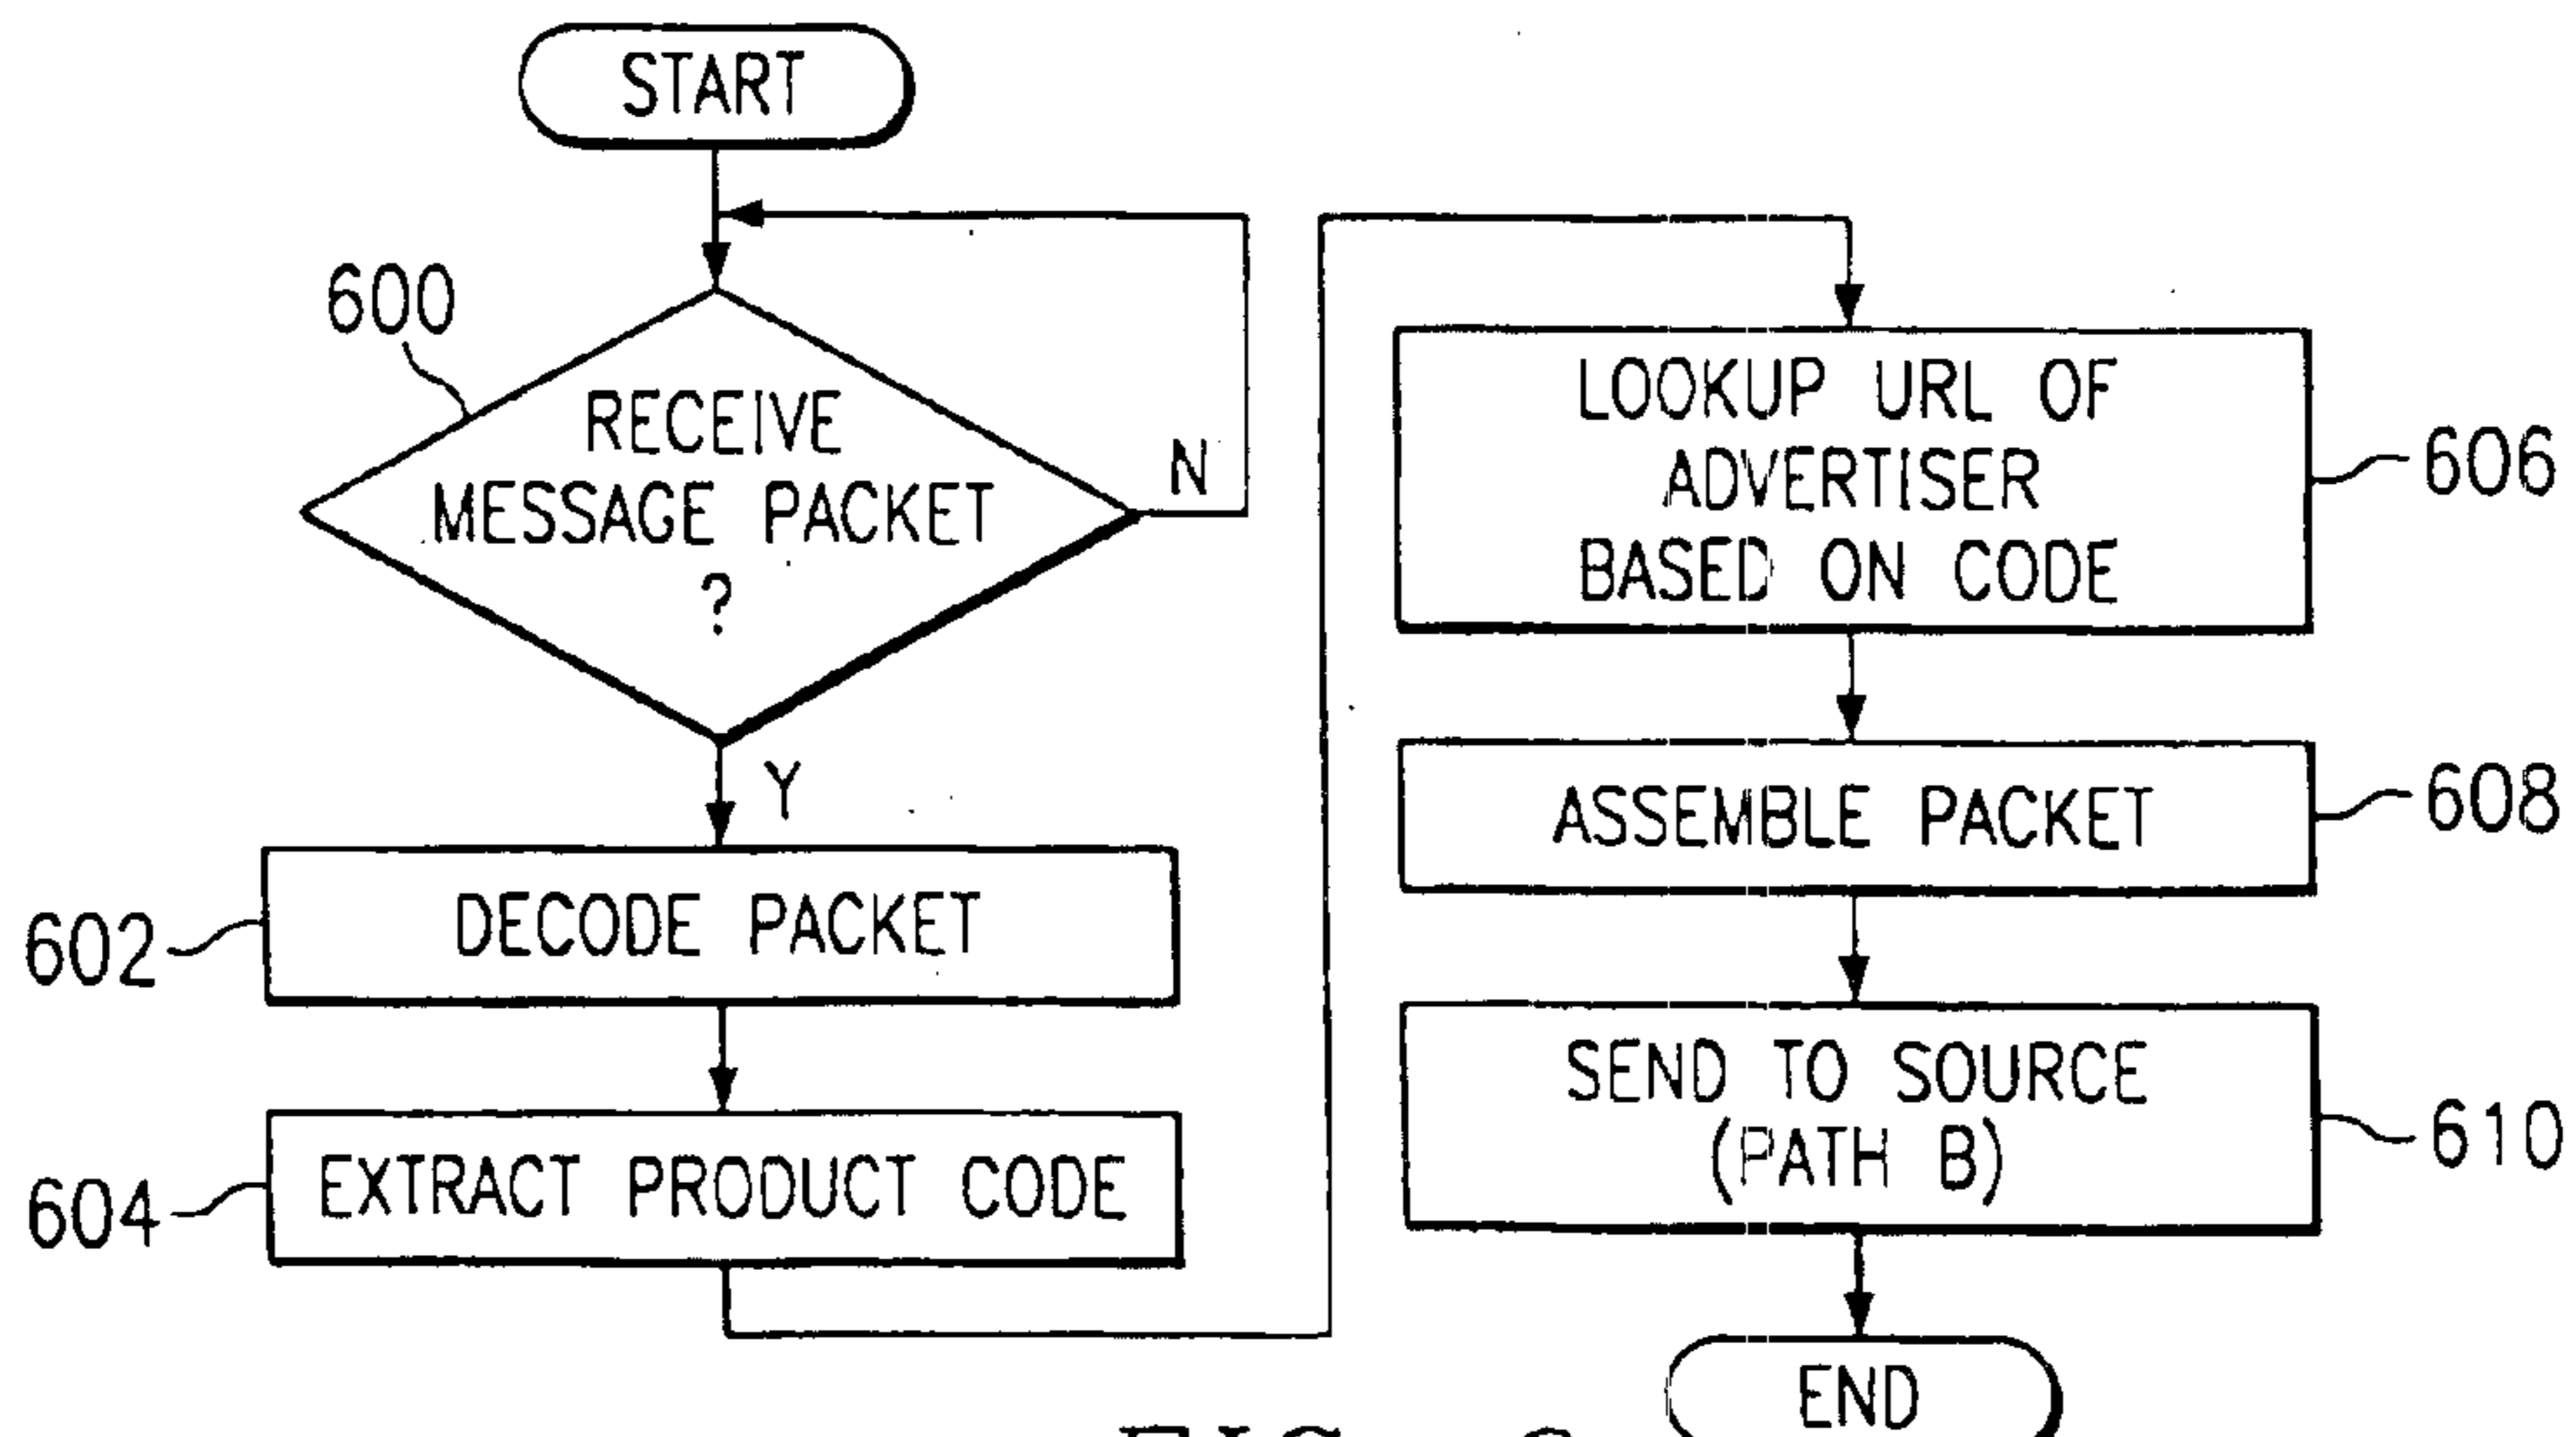 START
600
RECEIVE
MESSAGE PACKET
?
N
Y
602
DECODE PACKET
604
EXTRACT PRODUCT CODE
LOOKUP URL OF
ADVERTISER
BASED ON CODE
606
ASSEMBLE PACKET
608
SEND TO SOURCE
(PATH B)
610
END